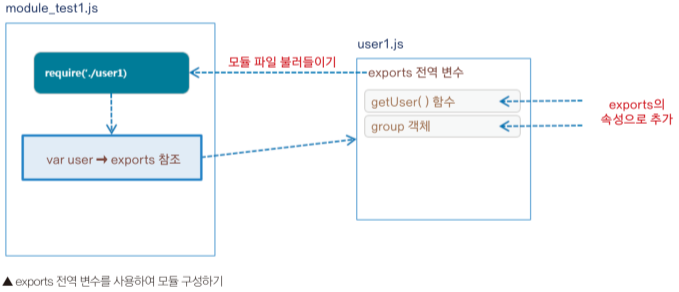 module_test1.js
require('./user1)
var user → exports 참조
모듈 파일 불러들이기
user1.js
exports 전역 변수
getUser( ) 함수
group 객체
exports의
속성으로 추가
▲ exports 전역 변수를 사용하여 모듈 구성하기